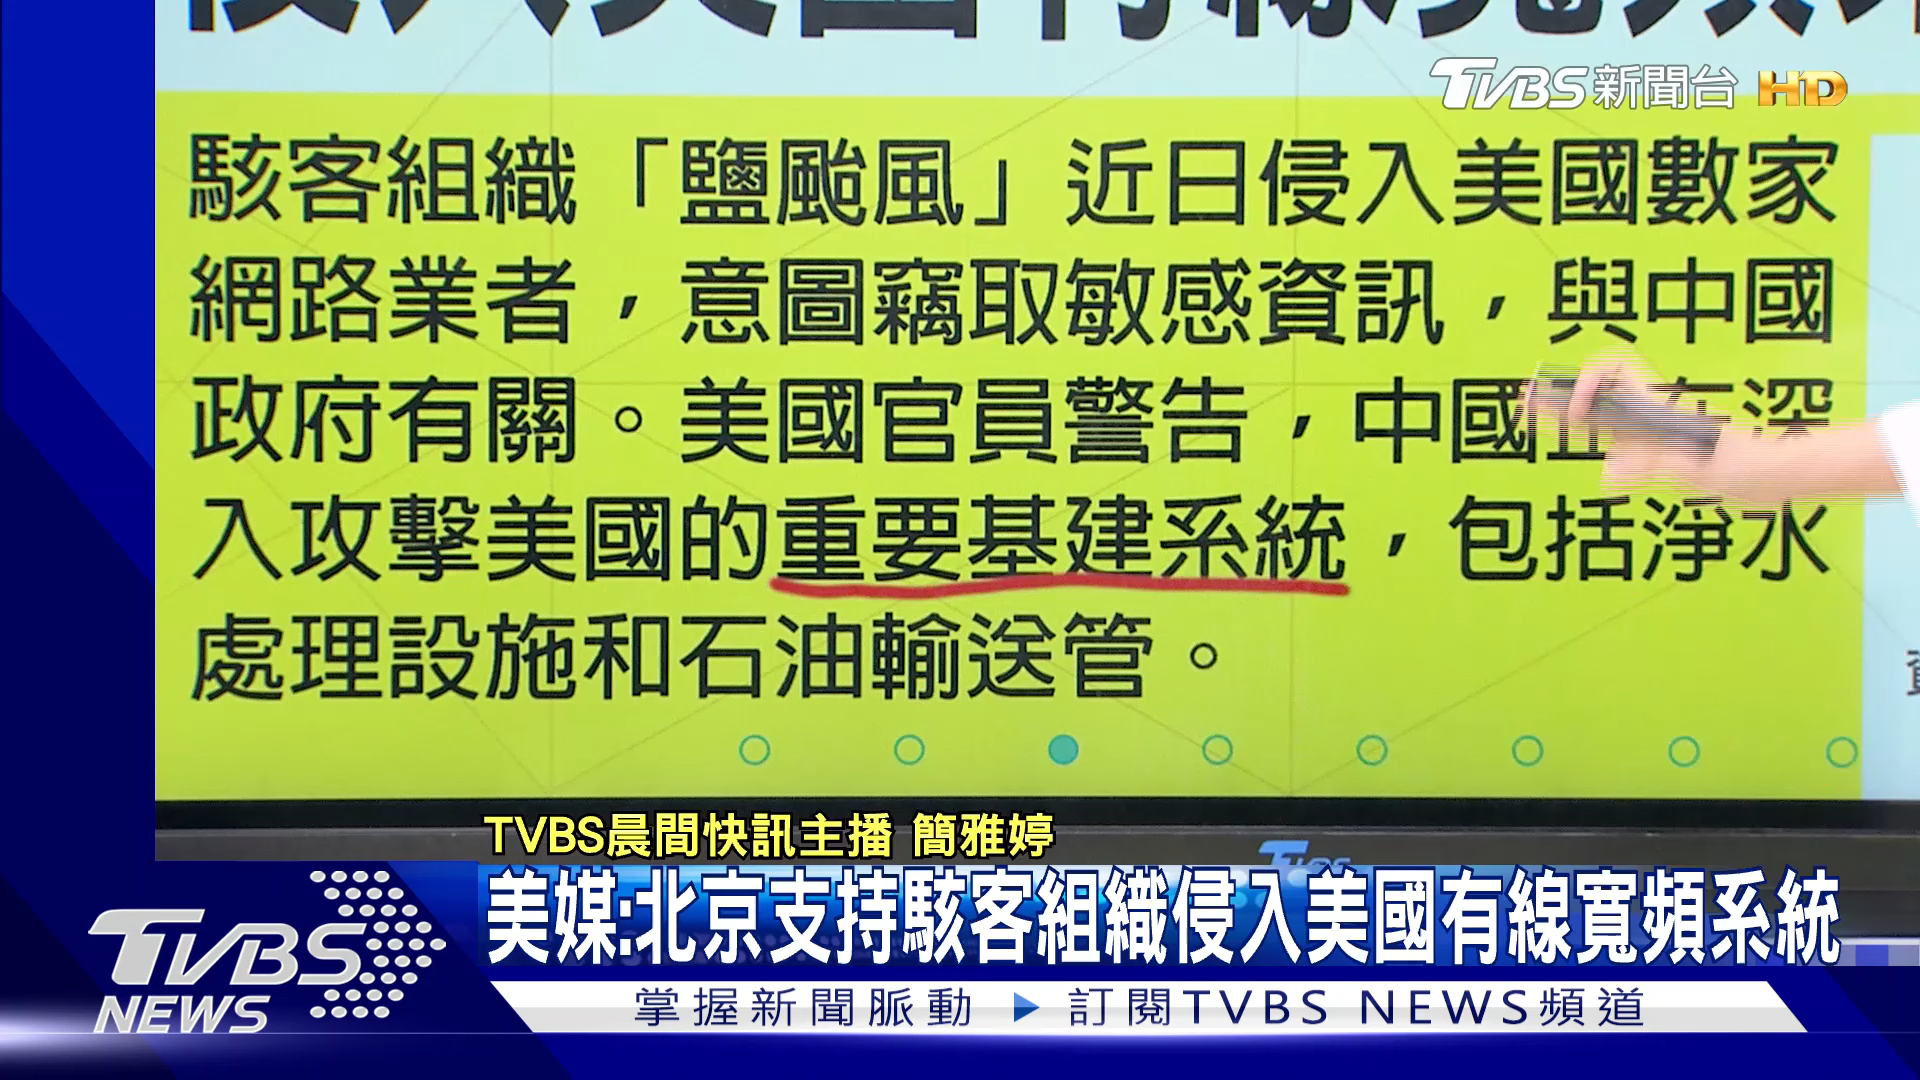 TVBS新聞台 HD
駭客組織「鹽颱風」近日侵入美國數家
網路業者，意圖竊取敏感資訊，與中國
政府有關。美國官員警告，中國正在深
入攻擊美國的重要基建系統，包括淨水
處理設施和石油輸送管。
TVBS晨間快訊主播 簡雅婷
TVBS
美媒:北京支持駭客組織侵入美國有線寬頻系統
TVBS
NEWS
掌握新聞脈動 ▶ 訂閱TVBS NEWS頻道